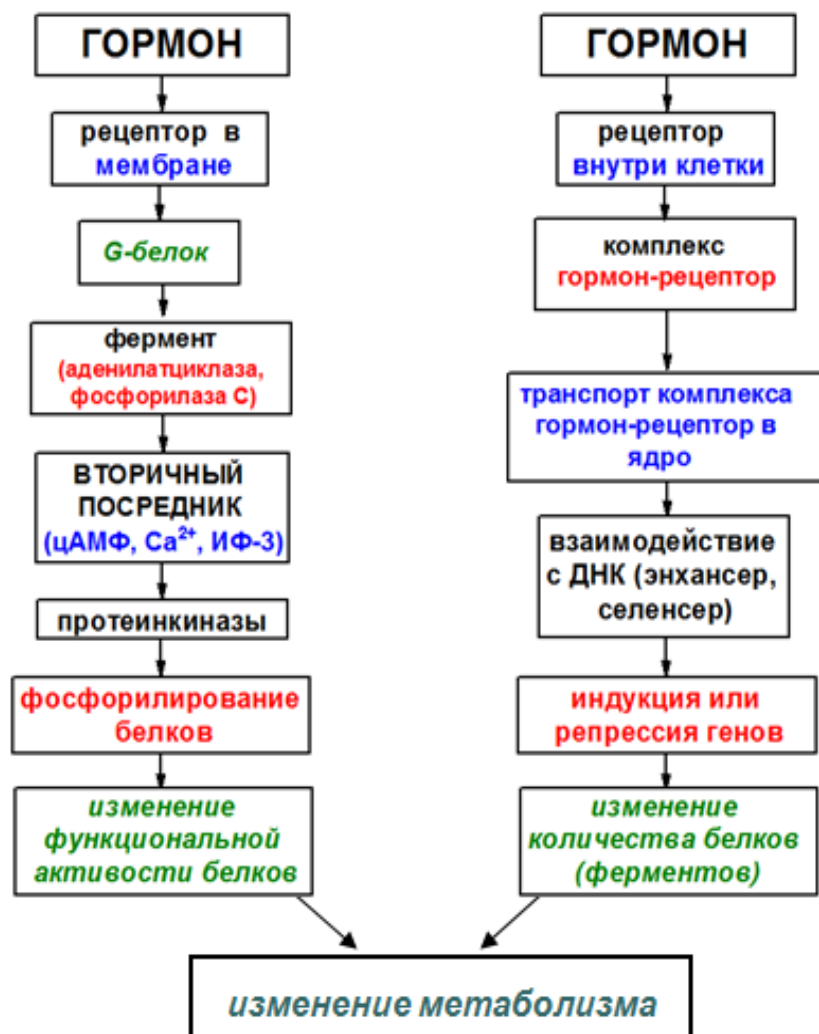 ГОРМОН
рецептор в
мембране
G-белок
фермент
(аденилатциклаза,
фосфорилаза С)
ВТОРИЧНЫЙ
ПОСРЕДНИК
(цАМФ, Ca²⁺, ИФ-3)
протеинкиназы
фосфорилирование
белков
изменение
функциональной
активости белков
ГОРМОН
рецептор
внутри клетки
комплекс
гормон-рецептор
транспорт комплекса
гормон-рецептор в
ядро
взаимодействие
с ДНК (энхансер,
селенсер)
индукция или
репрессия генов
изменение
количества белков
(ферментов)
изменение метаболизма